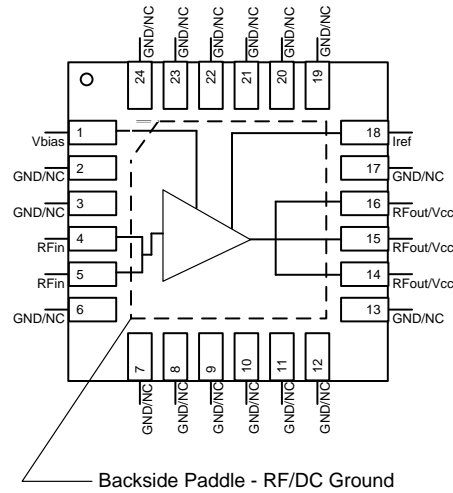 GND/NC GND/NC GND/NC GND/NC GND/NC GND/NC
24 23 22 21 20 19
Vbias 1 18 Iref
GND/NC 2 17 GND/NC
GND/NC 3 16 RFout/Vcc
RFin 4 15 RFout/Vcc
RFin 5 14 RFout/Vcc
GND/NC 6 13 GND/NC
7 8 9 10 11 12
GND/NC GND/NC GND/NC GND/NC GND/NC GND/NC
Backside Paddle - RF/DC Ground